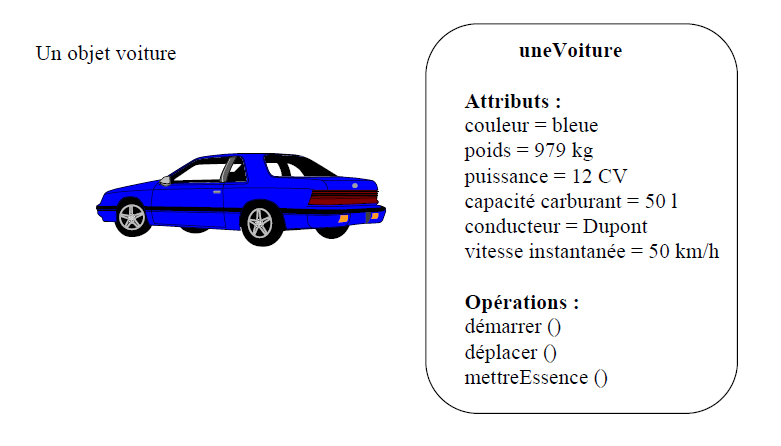 Un objet voiture
uneVoiture
Attributs :
couleur = bleue
poids = 979 kg
puissance = 12 CV
capacité carburant = 50 l
conducteur = Dupont
vitesse instantanée = 50 km/h
Opérations :
démarrer ()
déplacer ()
mettreEssence ()